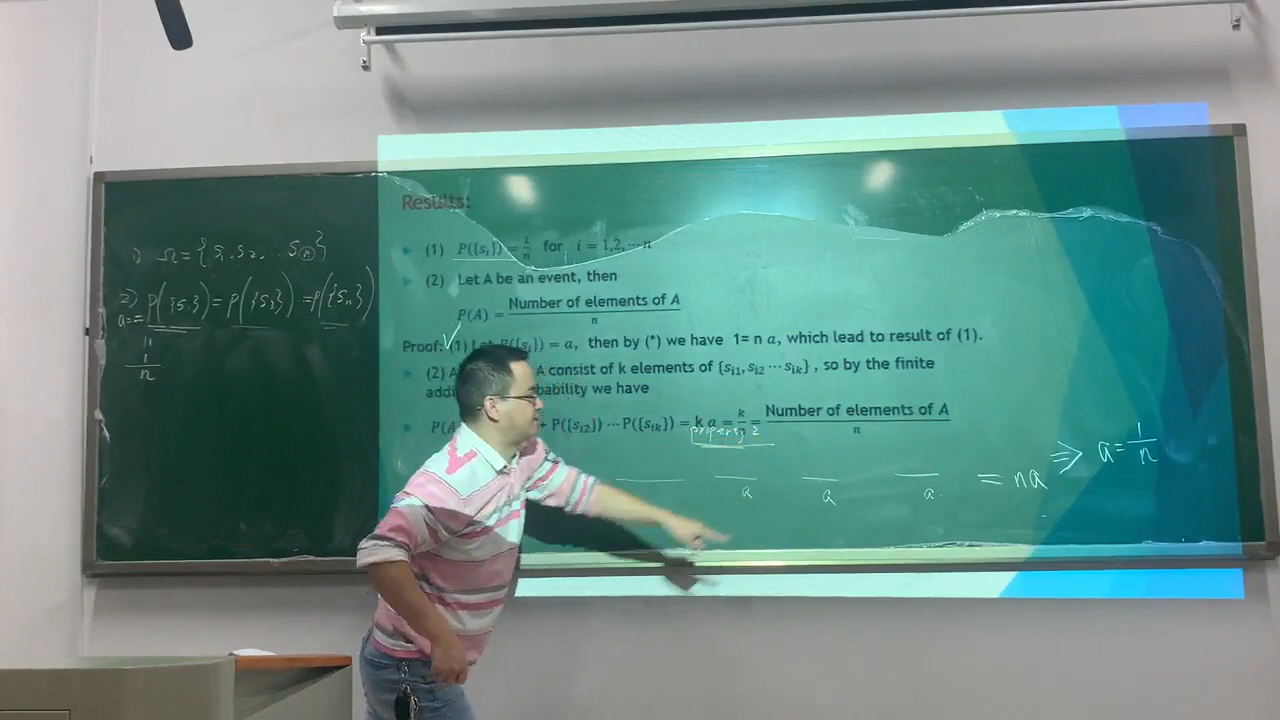 1) Ω = {s₁, s₂, ... sⓝ}
2) P({s₁}) = P({s₂}) = P({sₙ})
a =
1/n
Results:
(1) P({sᵢ}) = 1/n for i = 1,2,⋯n
(2) Let A be an event, then
P(A) = Number of elements of A / n
Proof: (1) Let P({sᵢ}) = a, then by (*) we have 1= n a, which lead to result of (1).
(2) A consist of k elements of {sᵢ₁, sᵢ₂ ⋯ sᵢₖ} , so by the finite
we have
P(A + P({sᵢ₂}) ⋯ P({sᵢₖ}) = k a = k/ = Number of elements of A / n
property 2
a a a = na ⇒ a = 1/n